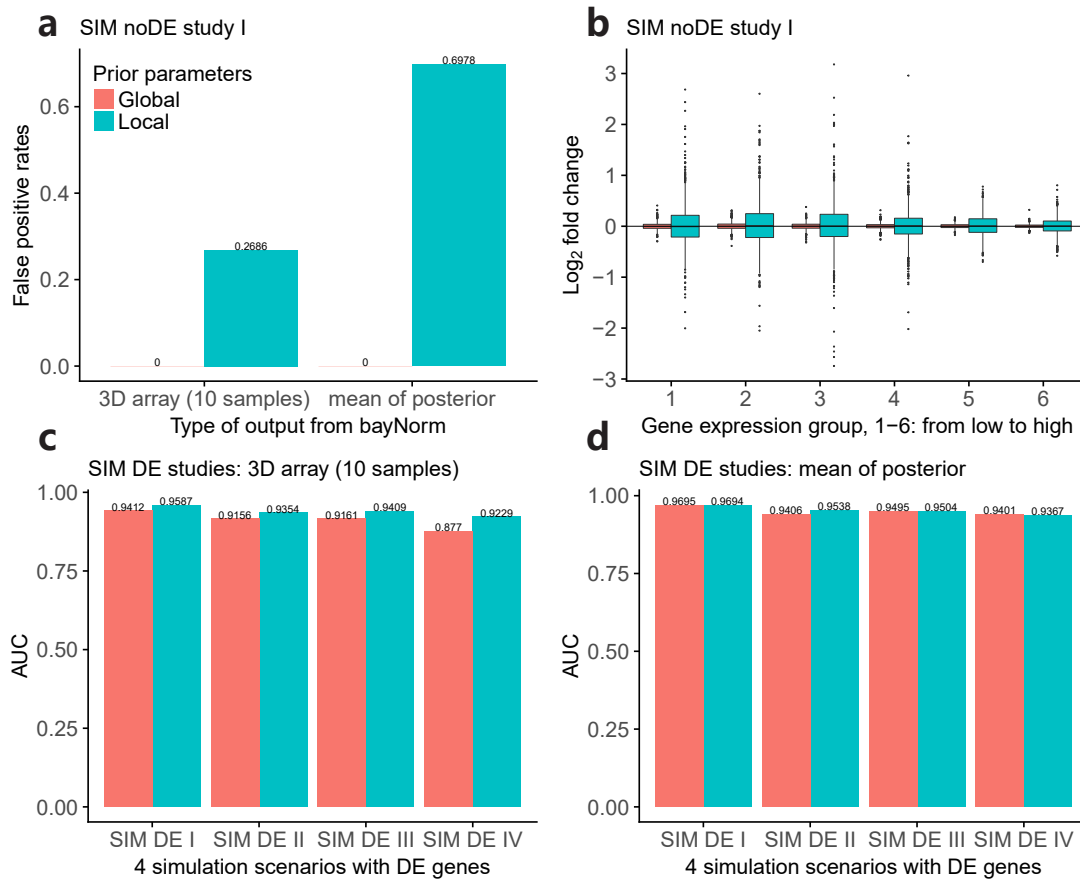 a
SIM noDE study I
Prior parameters
Global
Local
False positive rates
0.6
0.4
0.2
0.0
0
0.2686
0
0.6978
3D array (10 samples)
mean of posterior
Type of output from bayNorm
b
SIM noDE study I
Log2 fold change
3
2
1
0
−1
−2
−3
1
2
3
4
5
6
Gene expression group, 1−6: from low to high
c
SIM DE studies: 3D array (10 samples)
AUC
1.00
0.75
0.50
0.25
0.00
0.9412
0.9587
0.9156
0.9354
0.9161
0.9409
0.877
0.9229
SIM DE I
SIM DE II
SIM DE III
SIM DE IV
4 simulation scenarios with DE genes
d
SIM DE studies: mean of posterior
AUC
1.00
0.75
0.50
0.25
0.00
0.9695
0.9694
0.9406
0.9538
0.9495
0.9504
0.9401
0.9367
SIM DE I
SIM DE II
SIM DE III
SIM DE IV
4 simulation scenarios with DE genes